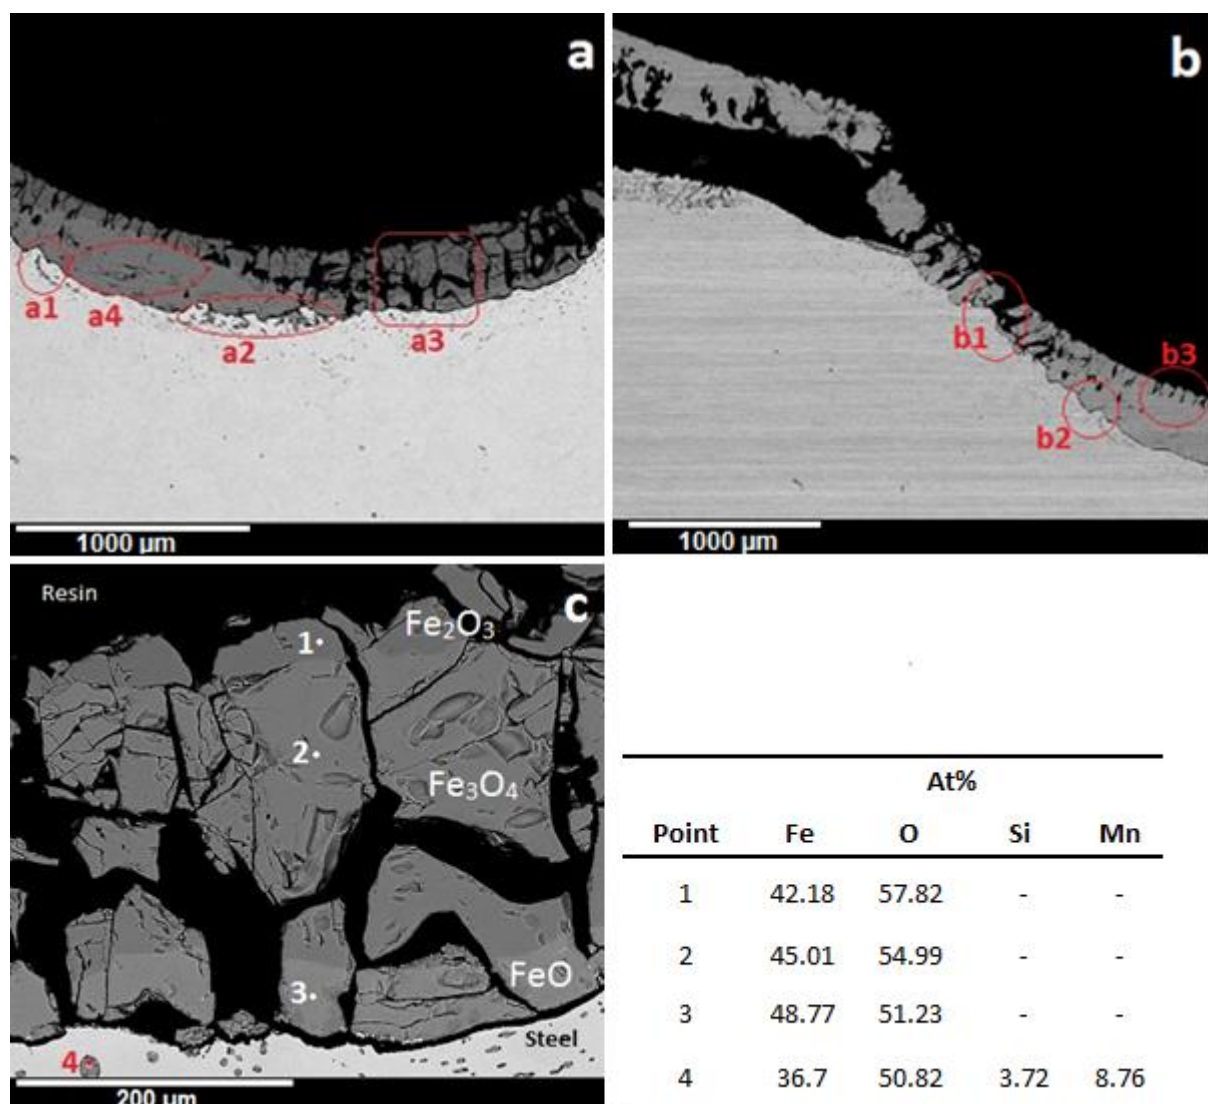 a
a1
a4
a2
a3
1000 µm
b
b1
b3
b2
1000 µm
Resin
c
Fe₂O₃
1
2
Fe₃O₄
FeO
3
Steel
4
200 µm
At%
Point Fe O Si Mn
1 42.18 57.82 - -
2 45.01 54.99 - -
3 48.77 51.23 - -
4 36.7 50.82 3.72 8.76